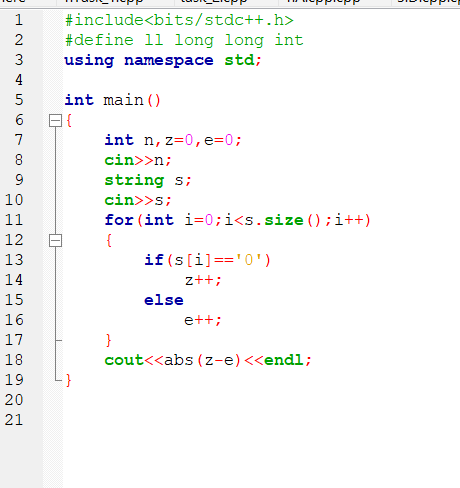 1 #include<bits/stdc++.h>
2 #define ll long long int
3 using namespace std;
4
5 int main()
6 {
7 int n,z=0,e=0;
8 cin>>n;
9 string s;
10 cin>>s;
11 for(int i=0;i<s.size();i++)
12 {
13 if(s[i]=='0')
14 z++;
15 else
16 e++;
17 }
18 cout<<abs(z-e)<<endl;
19 }
20
21